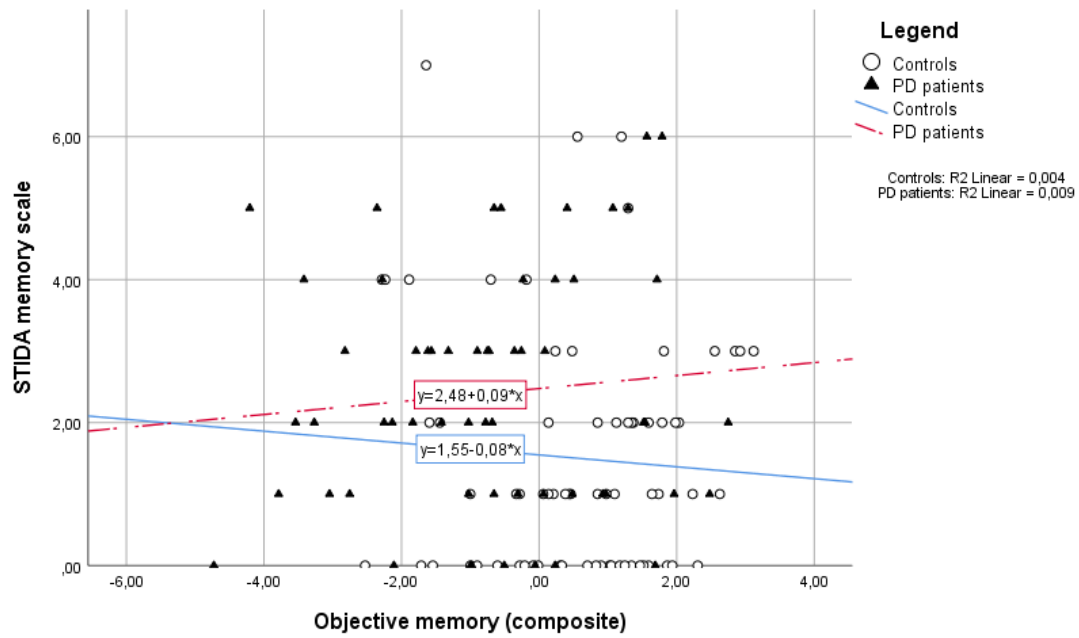 Legend
Controls
PD patients
Controls
PD patients
Controls: R2 Linear = 0,004
PD patients: R2 Linear = 0,009
STIDA memory scale
6,00
4,00
2,00
,00
y=2,48+0,09*x
y=1,55-0,08*x
-6,00 -4,00 -2,00 ,00 2,00 4,00
Objective memory (composite)